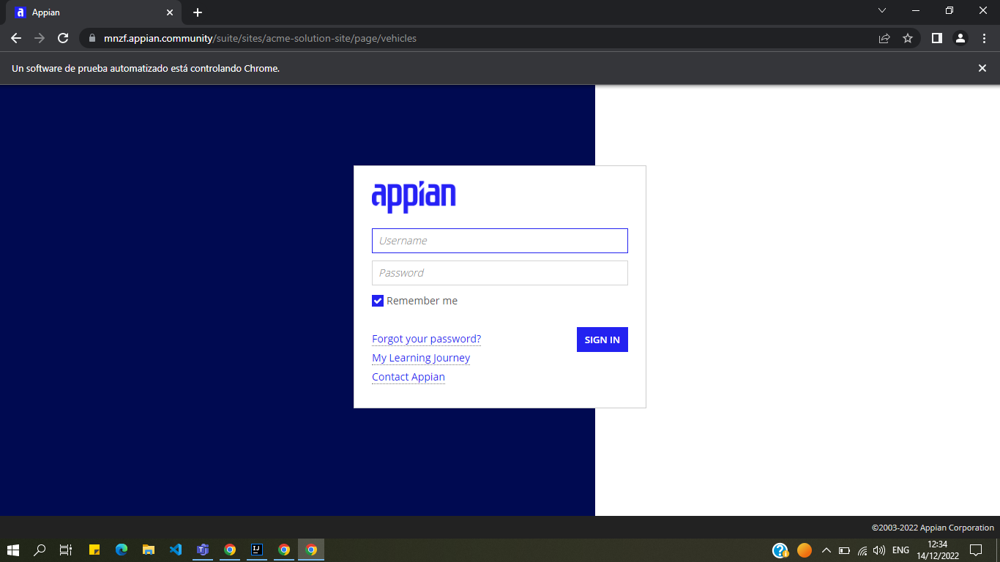 Appian
mnzf.appian.community/suite/sites/acme-solution-site/page/vehicles
Un software de prueba automatizado está controlando Chrome.
appian
Username
Password
Remember me
Forgot your password?
SIGN IN
My Learning Journey
Contact Appian
©2003-2022 Appian Corporation
ENG
12:34
14/12/2022